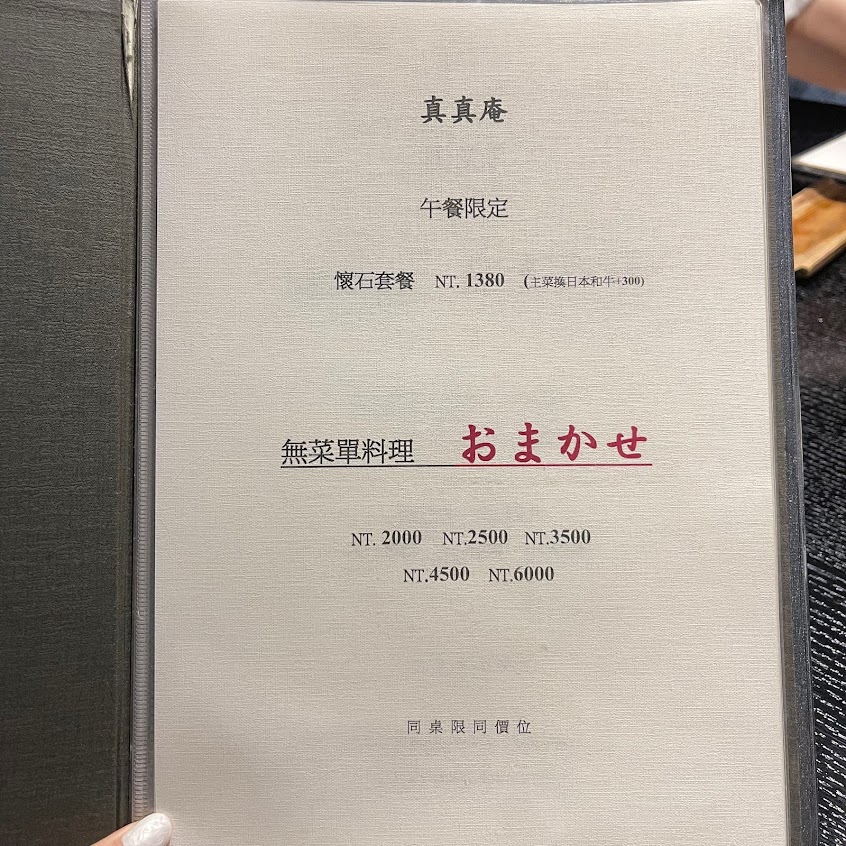 真真庵
午餐限定
懷石套餐 NT. 1380 (主菜換日本和牛+300)
無菜單料理 おまかせ
NT. 2000 NT.2500 NT.3500
NT.4500 NT.6000
同桌限同價位